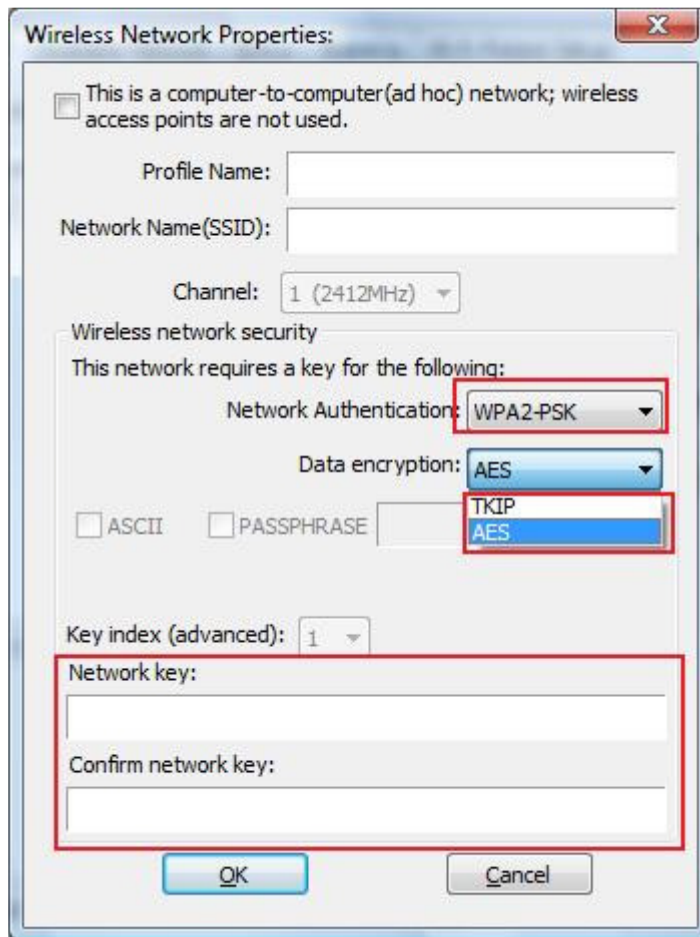 Wireless Network Properties:
This is a computer-to-computer(ad hoc) network; wireless
access points are not used.
Profile Name:
Network Name(SSID):
Channel: 1 (2412MHz)
Wireless network security
This network requires a key for the following:
Network Authentication: WPA2-PSK
Data encryption: AES
TKIP
ASCII PASSPHRASE AES
Key index (advanced): 1
Network key:
Confirm network key:
OK Cancel